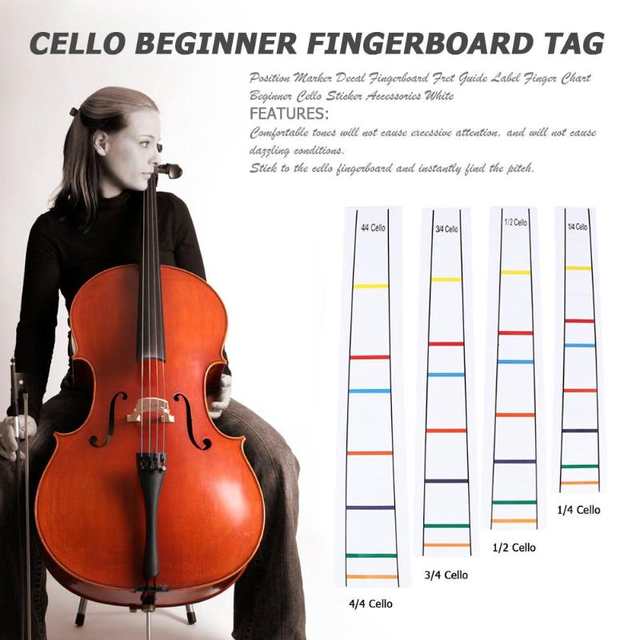 CELLO BEGINNER FINGERBOARD TAG
Position Marker Decal Fingerboard Fret Guide Label Finger Chart
Beginner Cello Sticker Accessories White
FEATURES:
Comfortable tones will not cause excessive attention, and will not cause
dazzling conditions.
Stick to the cello fingerboard and instantly find the pitch.
4/4 Cello
3/4 Cello
1/2 Cello
1/4 Cello
1/4 Cello
1/2 Cello
3/4 Cello
4/4 Cello